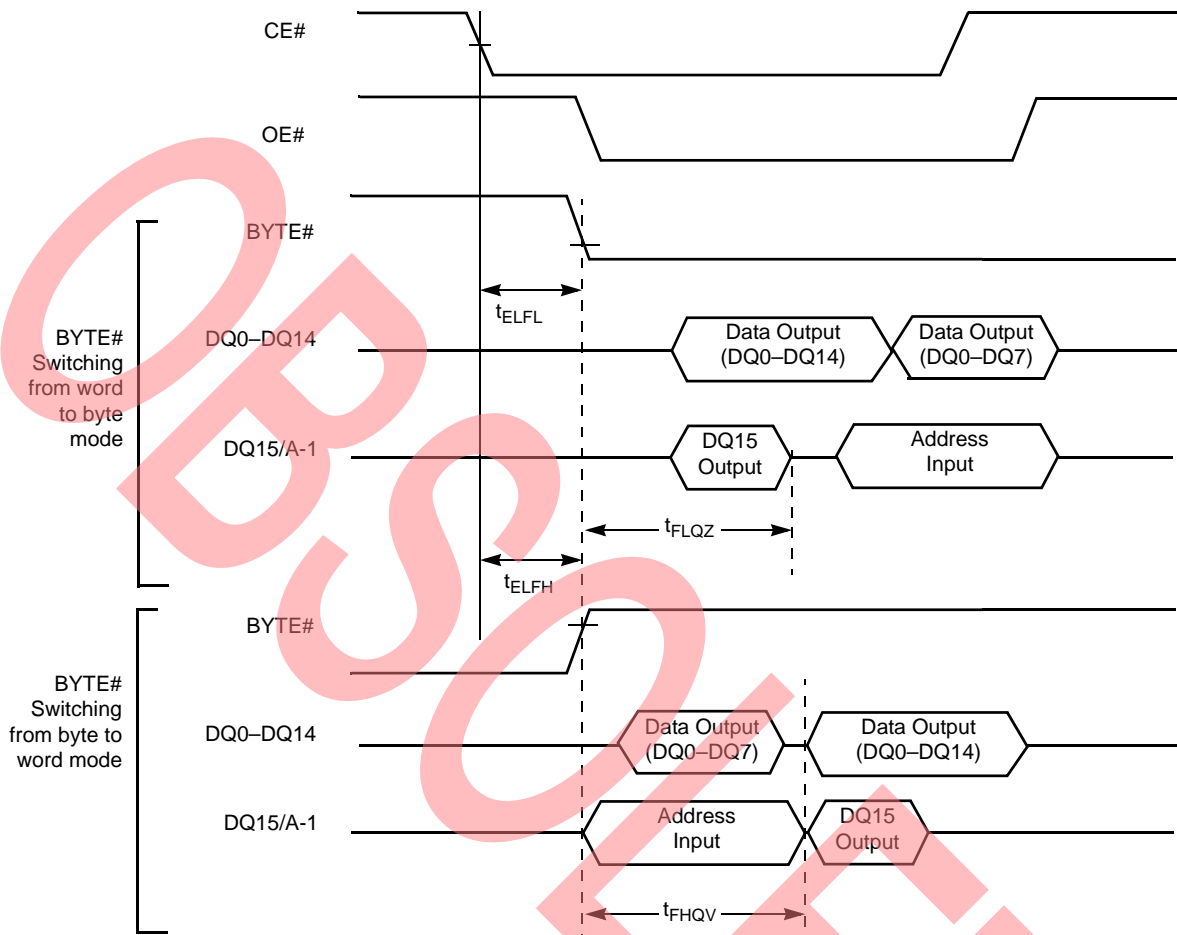 CE#
OE#
BYTE#
tELFL
BYTE#
Switching
from word
to byte
mode
DQ0–DQ14
Data Output
(DQ0–DQ14)
Data Output
(DQ0–DQ7)
DQ15/A-1
DQ15
Output
Address
Input
tFLQZ
tELFH
BYTE#
BYTE#
Switching
from byte to
word mode
DQ0–DQ14
Data Output
(DQ0–DQ7)
Data Output
(DQ0–DQ14)
DQ15/A-1
Address
Input
DQ15
Output
tFHQV
OBSOLE